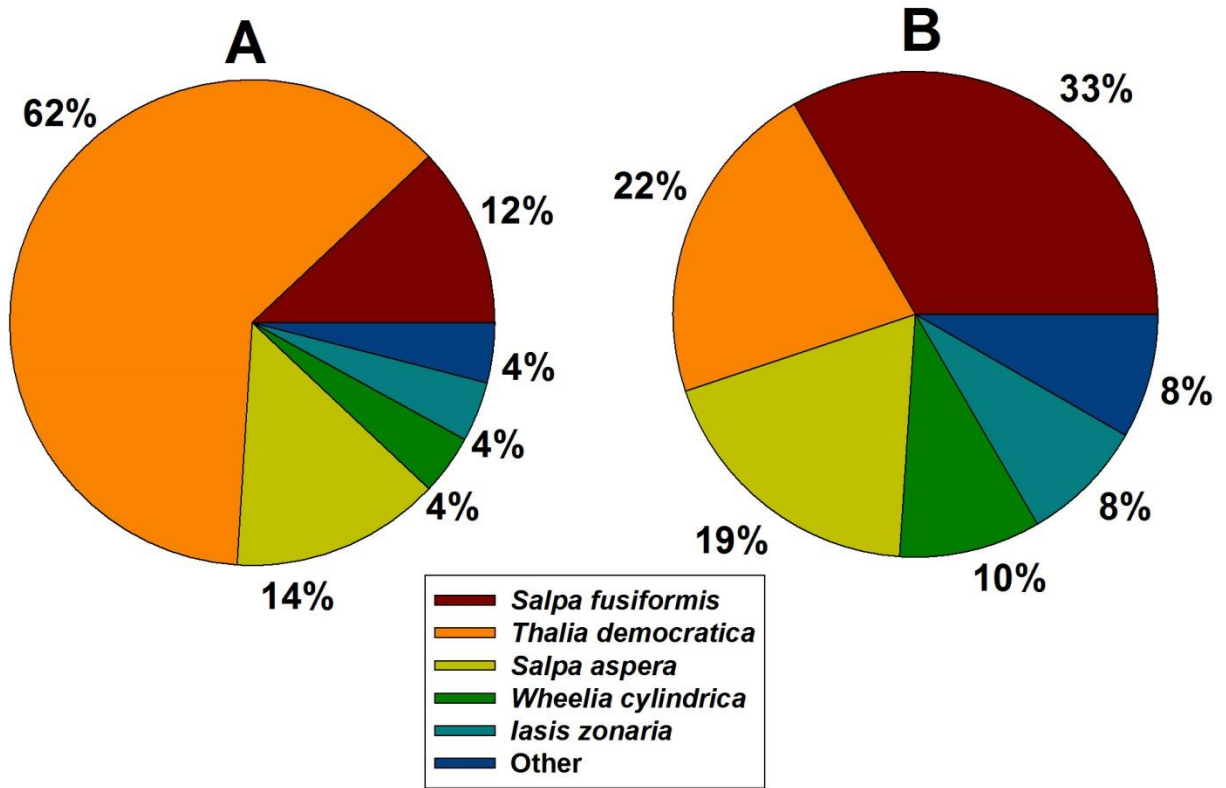 A
62%
12%
4%
4%
4%
14%
B
33%
22%
8%
8%
10%
19%
Salpa fusiformis
Thalia democratica
Salpa aspera
Wheelia cylindrica
Iasis zonaria
Other